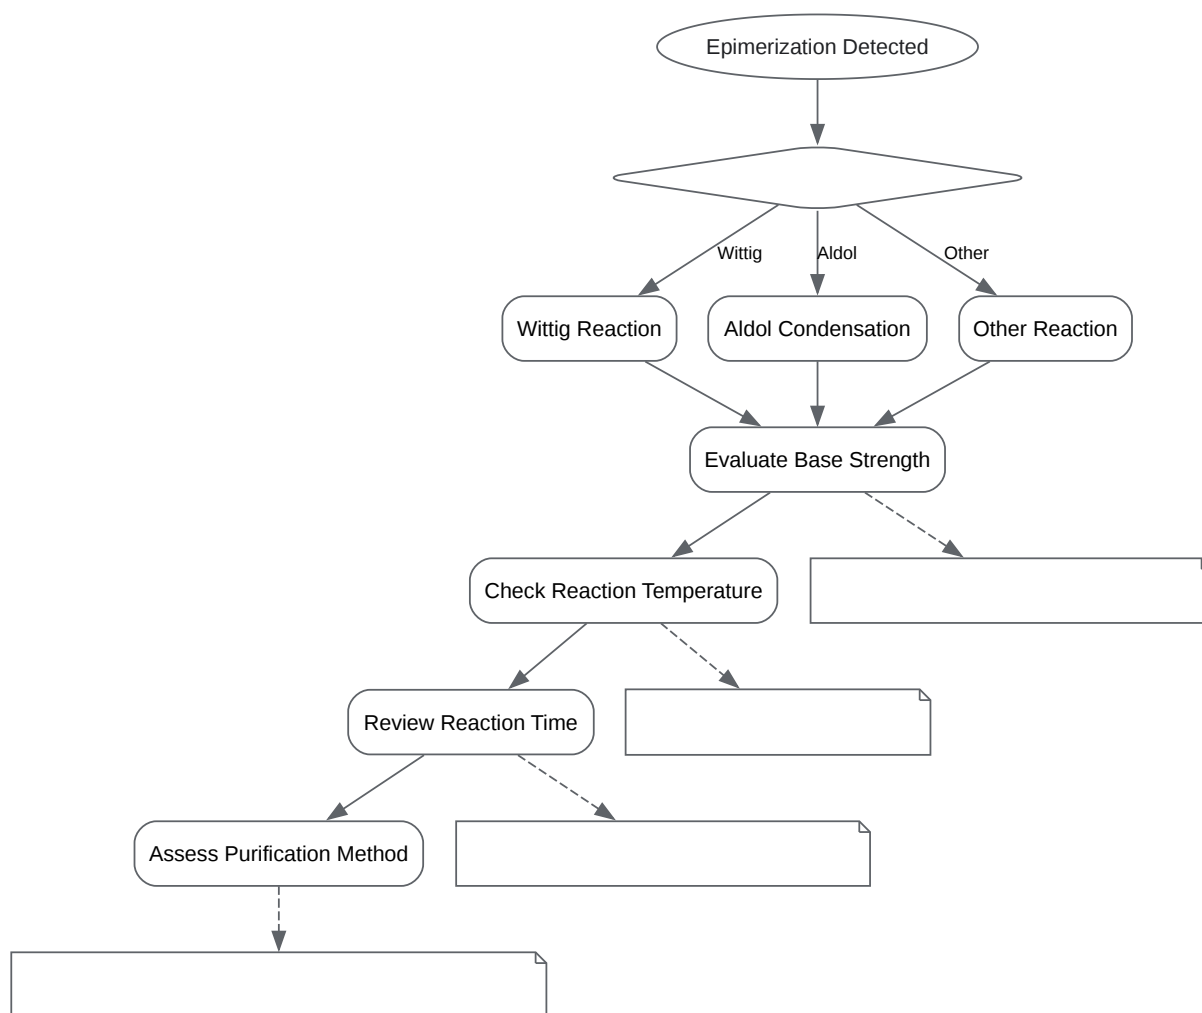 Epimerization Detected
Wittig
Aldol
Other
Wittig Reaction
Aldol Condensation
Other Reaction
Evaluate Base Strength
Check Reaction Temperature
Review Reaction Time
Assess Purification Method